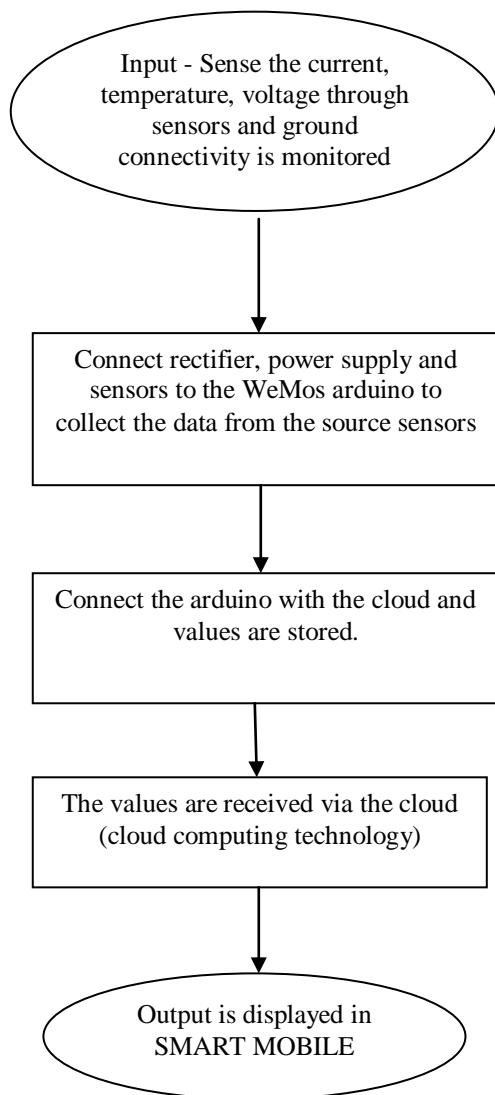 Input - Sense the current,
temperature, voltage through
sensors and ground
connectivity is monitored
Connect rectifier, power supply and
sensors to the WeMos arduino to
collect the data from the source sensors
Connect the arduino with the cloud and
values are stored.
The values are received via the cloud
(cloud computing technology)
Output is displayed in
SMART MOBILE